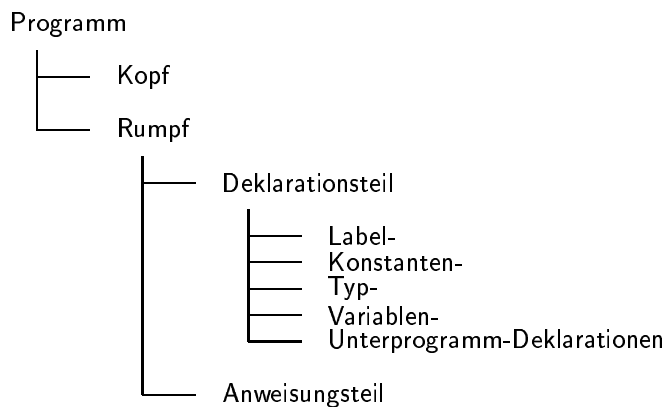 Programm
Kopf
Rumpf
Deklarationsteil
Label-
Konstanten-
Typ-
Variablen-
Unterprogramm-Deklarationen
Anweisungsteil